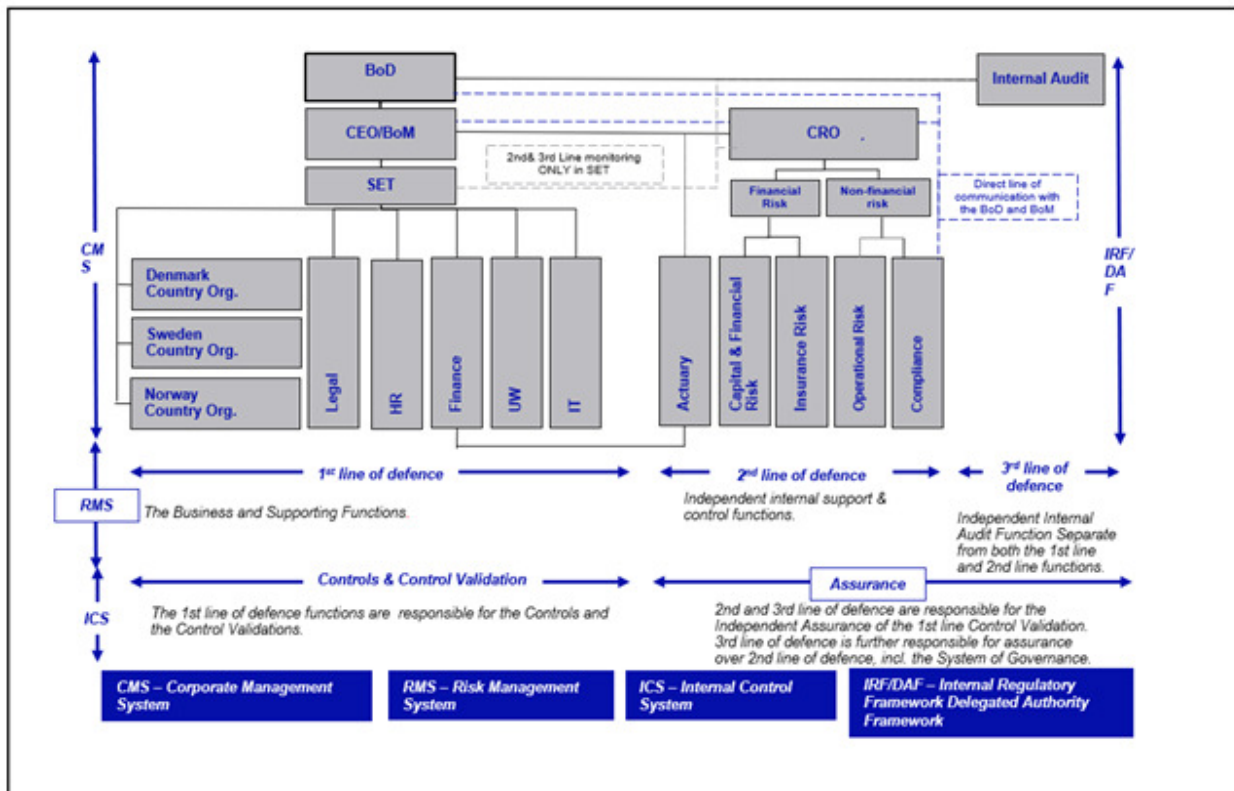 BoD
Internal Audit
CEO/BoM
CRO
2nd& 3rd Line monitoring
ONLY in SET
SET
Financial
Risk
Non-financial
risk
Direct line of
communication with
the BoD and BoM
CM
S
IRF/
DA
F
Denmark
Country Org.
Sweden
Country Org.
Norway
Country Org.
Legal
HR
Finance
UW
IT
Actuary
Capital & Financial
Risk
Insurance Risk
Operational Risk
Compliance
1st line of defence
2nd line of defence
3rd line of
defence
RMS
The Business and Supporting Functions.
Independent internal support &
control functions.
Independent Internal
Audit Function Separate
from both the 1st line
and 2nd line functions.
Controls & Control Validation
Assurance
ICS
The 1st line of defence functions are responsible for the Controls and
the Control Validations.
2nd and 3rd line of defence are responsible for the
Independent Assurance of the 1st line Control Validation.
3rd line of defence is further responsible for assurance
over 2nd line of defence, incl. the System of Governance.
CMS – Corporate Management
System
RMS – Risk Management
System
ICS – Internal Control
System
IRF/DAF – Internal Regulatory
Framework Delegated Authority
Framework